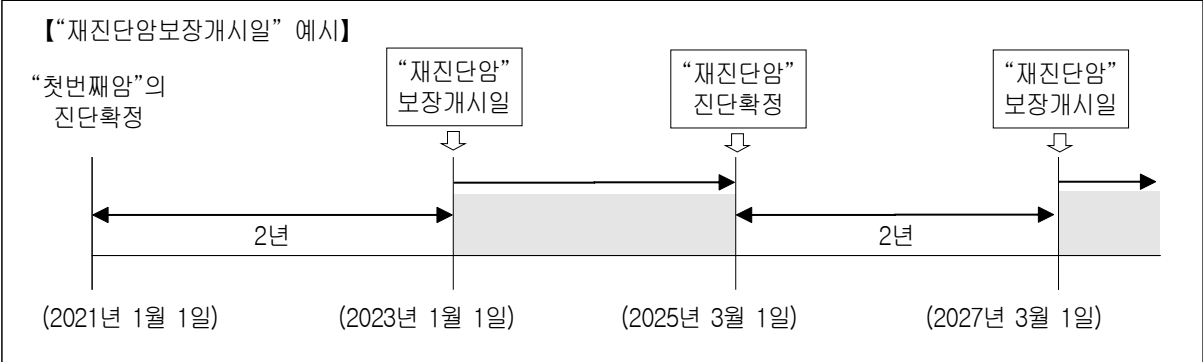 【“재진단암보장개시일” 예시】
“첫번째암”의
진단확정
“재진단암”
보장개시일
“재진단암”
진단확정
“재진단암”
보장개시일
2년
2년
(2021년 1월 1일)
(2023년 1월 1일)
(2025년 3월 1일)
(2027년 3월 1일)